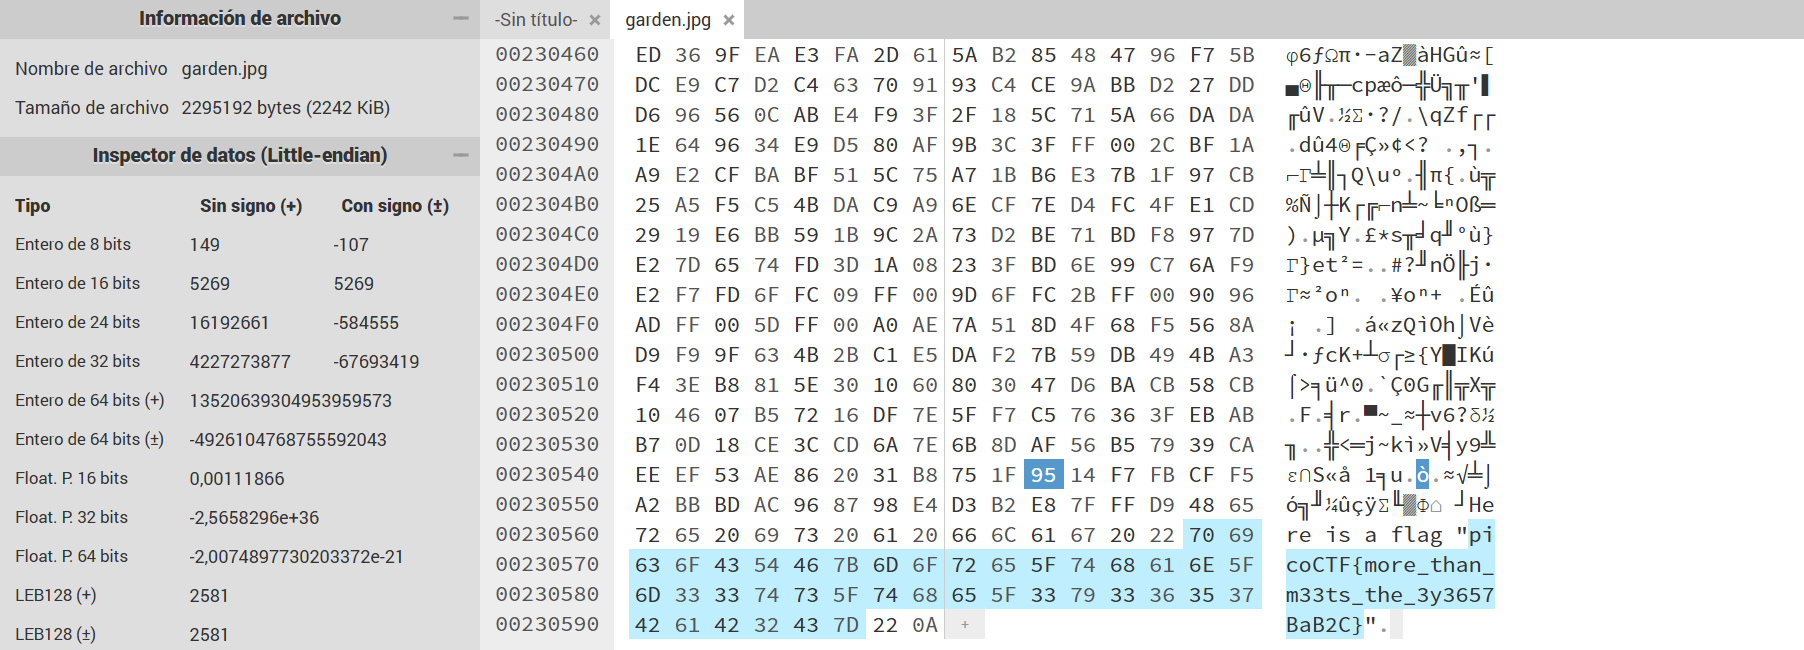 Información de archivo
-Sin título- ×
garden.jpg ×
Nombre de archivo garden.jpg
Tamaño de archivo 2295192 bytes (2242 KiB)
Inspector de datos (Little-endian)
Tipo Sin signo (+) Con signo (±)
Entero de 8 bits 149 -107
Entero de 16 bits 5269 5269
Entero de 24 bits 16192661 -584555
Entero de 32 bits 4227273877 -67693419
Entero de 64 bits (+) 13520639304953959573
Entero de 64 bits (±) -4926104768755592043
Float. P. 16 bits 0,00111866
Float. P. 32 bits -2,5658296e+36
Float. P. 64 bits -2,0074897730203372e-21
LEB128 (+) 2581
LEB128 (±) 2581
00230460 ED 36 9F EA E3 FA 2D 61 5A B2 85 48 47 96 F7 5B φ6ƒΩπ·-aZ▓àHGû≈[
00230470 DC E9 C7 D2 C4 63 70 91 93 C4 CE 9A BB D2 27 DD ▄Θ╟╥─cpæô─╬Ü╗╥'▌
00230480 D6 96 56 0C AB E4 F9 3F 2F 18 5C 71 5A 66 DA DA ╓ûV.½Σ·?/.\qZf┌┌
00230490 1E 64 96 34 E9 D5 80 AF 9B 3C 3F FF 00 2C BF 1A .dû4Θ╒Ç»¢<? .,┐.
002304A0 A9 E2 CF BA BF 51 5C 75 A7 1B B6 E3 7B 1F 97 CB ⌐Γ╧║┐Q\uº.╢π{.ù╦
002304B0 25 A5 F5 C5 4B DA C9 A9 6E CF 7E D4 FC 4F E1 CD %Ñ⌡┼K┌╔⌐n╧~╘ⁿOß═
002304C0 29 19 E6 BB 59 1B 9C 2A 73 D2 BE 71 BD F8 97 7D ).µ╗Y.£*s╥╛q╜°ù}
002304D0 E2 7D 65 74 FD 3D 1A 08 23 3F BD 6E 99 C7 6A F9 Γ}et²=..#?╜nÖ╟j·
002304E0 E2 F7 FD 6F FC 09 FF 00 9D 6F FC 2B FF 00 90 96 Γ≈²oⁿ. .¥oⁿ+ .Éû
002304F0 AD FF 00 5D FF 00 A0 AE 7A 51 8D 4F 68 F5 56 8A ¡ .] .á«zQìOh⌡Vè
00230500 D9 F9 9F 63 4B 2B C1 E5 DA F2 7B 59 DB 49 4B A3 ┘·ƒcK+┴σ┌≥{Y█IKú
00230510 F4 3E B8 81 5E 30 10 60 80 30 47 D6 BA CB 58 CB ⌠>╕ü^0.`Ç0G╓║╦X╦
00230520 10 46 07 B5 72 16 DF 7E 5F F7 C5 76 36 3F EB AB .F.╡r.▀~_≈┼v6?δ½
00230530 B7 0D 18 CE 3C CD 6A 7E 6B 8D AF 56 B5 79 39 CA ╖..╬<═j~kì»V╡y9╩
00230540 EE EF 53 AE 86 20 31 B8 75 1F 95 14 F7 FB CF F5 ε∩S«å 1╕u.ò.≈√╧⌡
00230550 A2 BB BD AC 96 87 98 E4 D3 B2 E8 7F FF D9 48 65 ó╗╜¼ûçÿΣ╙▓Φ⌂ ┘He
00230560 72 65 20 69 73 20 61 20 66 6C 61 67 20 22 70 69 re is a flag "pi
00230570 63 6F 43 54 46 7B 6D 6F 72 65 5F 74 68 61 6E 5F coCTF{more_than_
00230580 6D 33 33 74 73 5F 74 68 65 5F 33 79 33 36 35 37 m33ts_the_3y3657
00230590 42 61 42 32 43 7D 22 0A + BaB2C}".